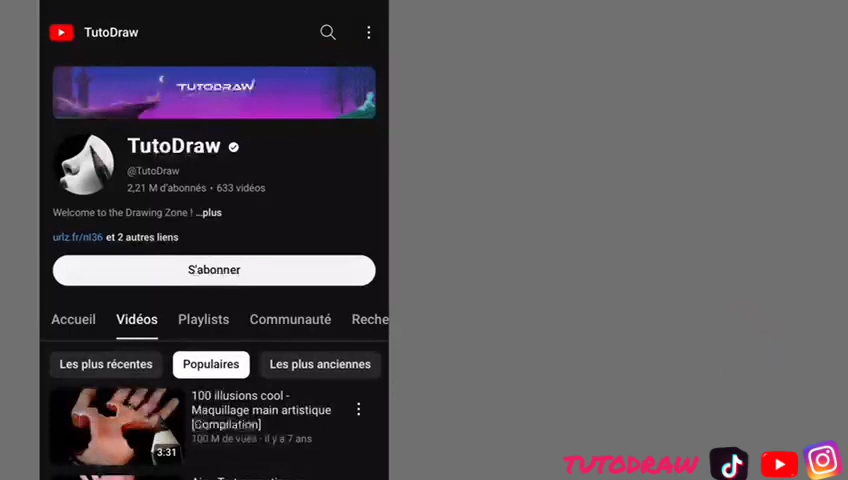 TutoDraw
TUTODRAW
TutoDraw
@TutoDraw
2,21 M d'abonnés • 633 vidéos
Welcome to the Drawing Zone ! ...plus
urlz.fr/nI36 et 2 autres liens
S'abonner
Accueil Vidéos Playlists Communauté Reche
Les plus récentes Populaires Les plus anciennes
100 illusions cool -
Maquillage main artistique
[Compilation]
100 M de vues · il y a 7 ans
3:31
TUTODRAW